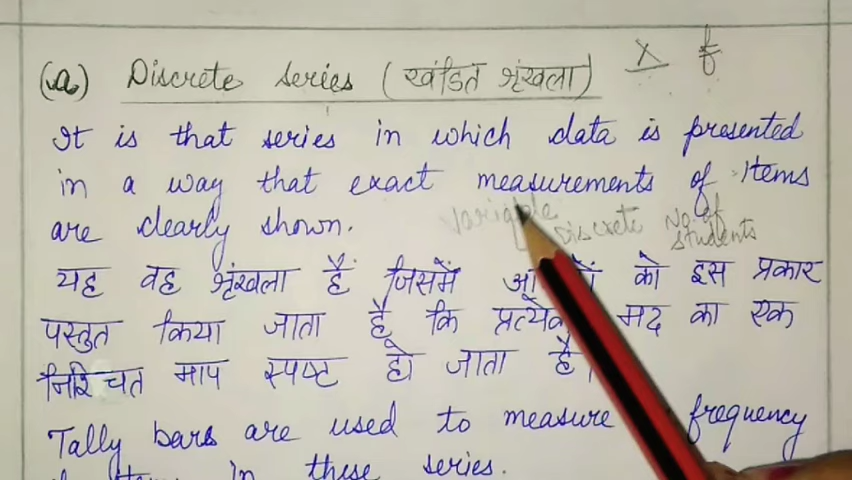 (a) Discrete series (खंडित श्रृंखला) X f
It is that series in which data is presented
in a way that exact measurements of Items
are clearly shown.
Variable Discrete No. of students
यह वह श्रृंखला है जिसमें को इस प्रकार
पस्तुत किया जाता है कि प्रत्येक मद का एक
निश्चित माप स्पष्ट हो जाता है।
Tally bars are used to measure frequency
in these series.